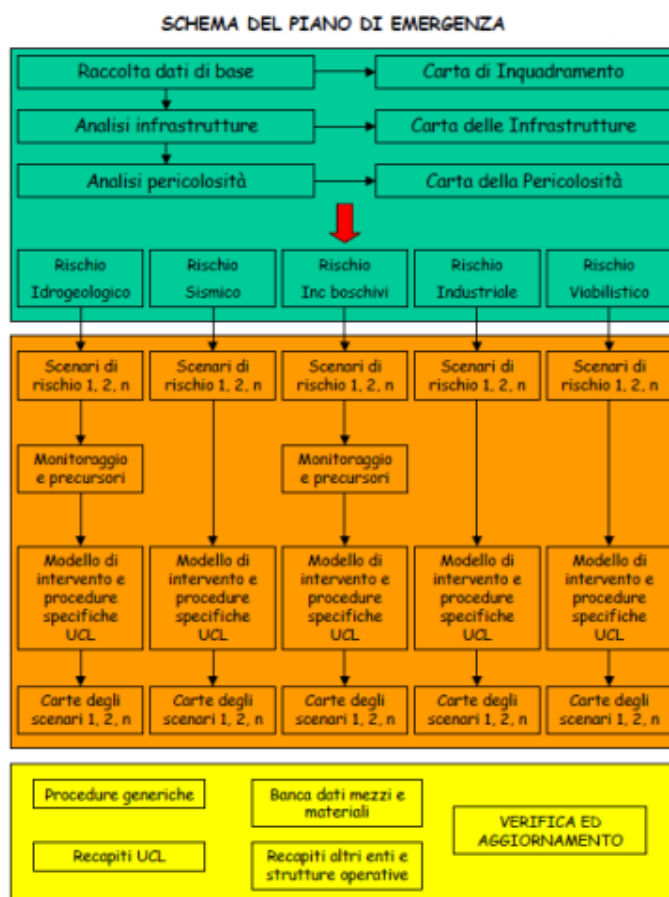 SCHEMA DEL PIANO DI EMERGENZA
Raccolta dati di base
Carta di Inquadramento
Analisi infrastrutture
Carta delle Infrastrutture
Analisi pericolosità
Carta della Pericolosità
Rischio
Idrogeologico
Rischio
Sismico
Rischio
Inc boschivi
Rischio
Industriale
Rischio
Viabilistico
Scenari di
rischio 1, 2, n
Scenari di
rischio 1, 2, n
Scenari di
rischio 1, 2, n
Scenari di
rischio 1, 2, n
Scenari di
rischio 1, 2, n
Monitoraggio
e precursori
Monitoraggio
e precursori
Modello di
intervento e
procedure
specifiche
UCL
Modello di
intervento e
procedure
specifiche
UCL
Modello di
intervento e
procedure
specifiche
UCL
Modello di
intervento e
procedure
specifiche
UCL
Modello di
intervento e
procedure
specifiche
UCL
Carte degli
scenari 1, 2, n
Carte degli
scenari 1, 2, n
Carte degli
scenari 1, 2, n
Carte degli
scenari 1, 2, n
Carte degli
scenari 1, 2, n
Procedure generiche
Banca dati mezzi e
materiali
VERIFICA ED
AGGIORNAMENTO
Recapiti UCL
Recapiti altri enti e
strutture operative